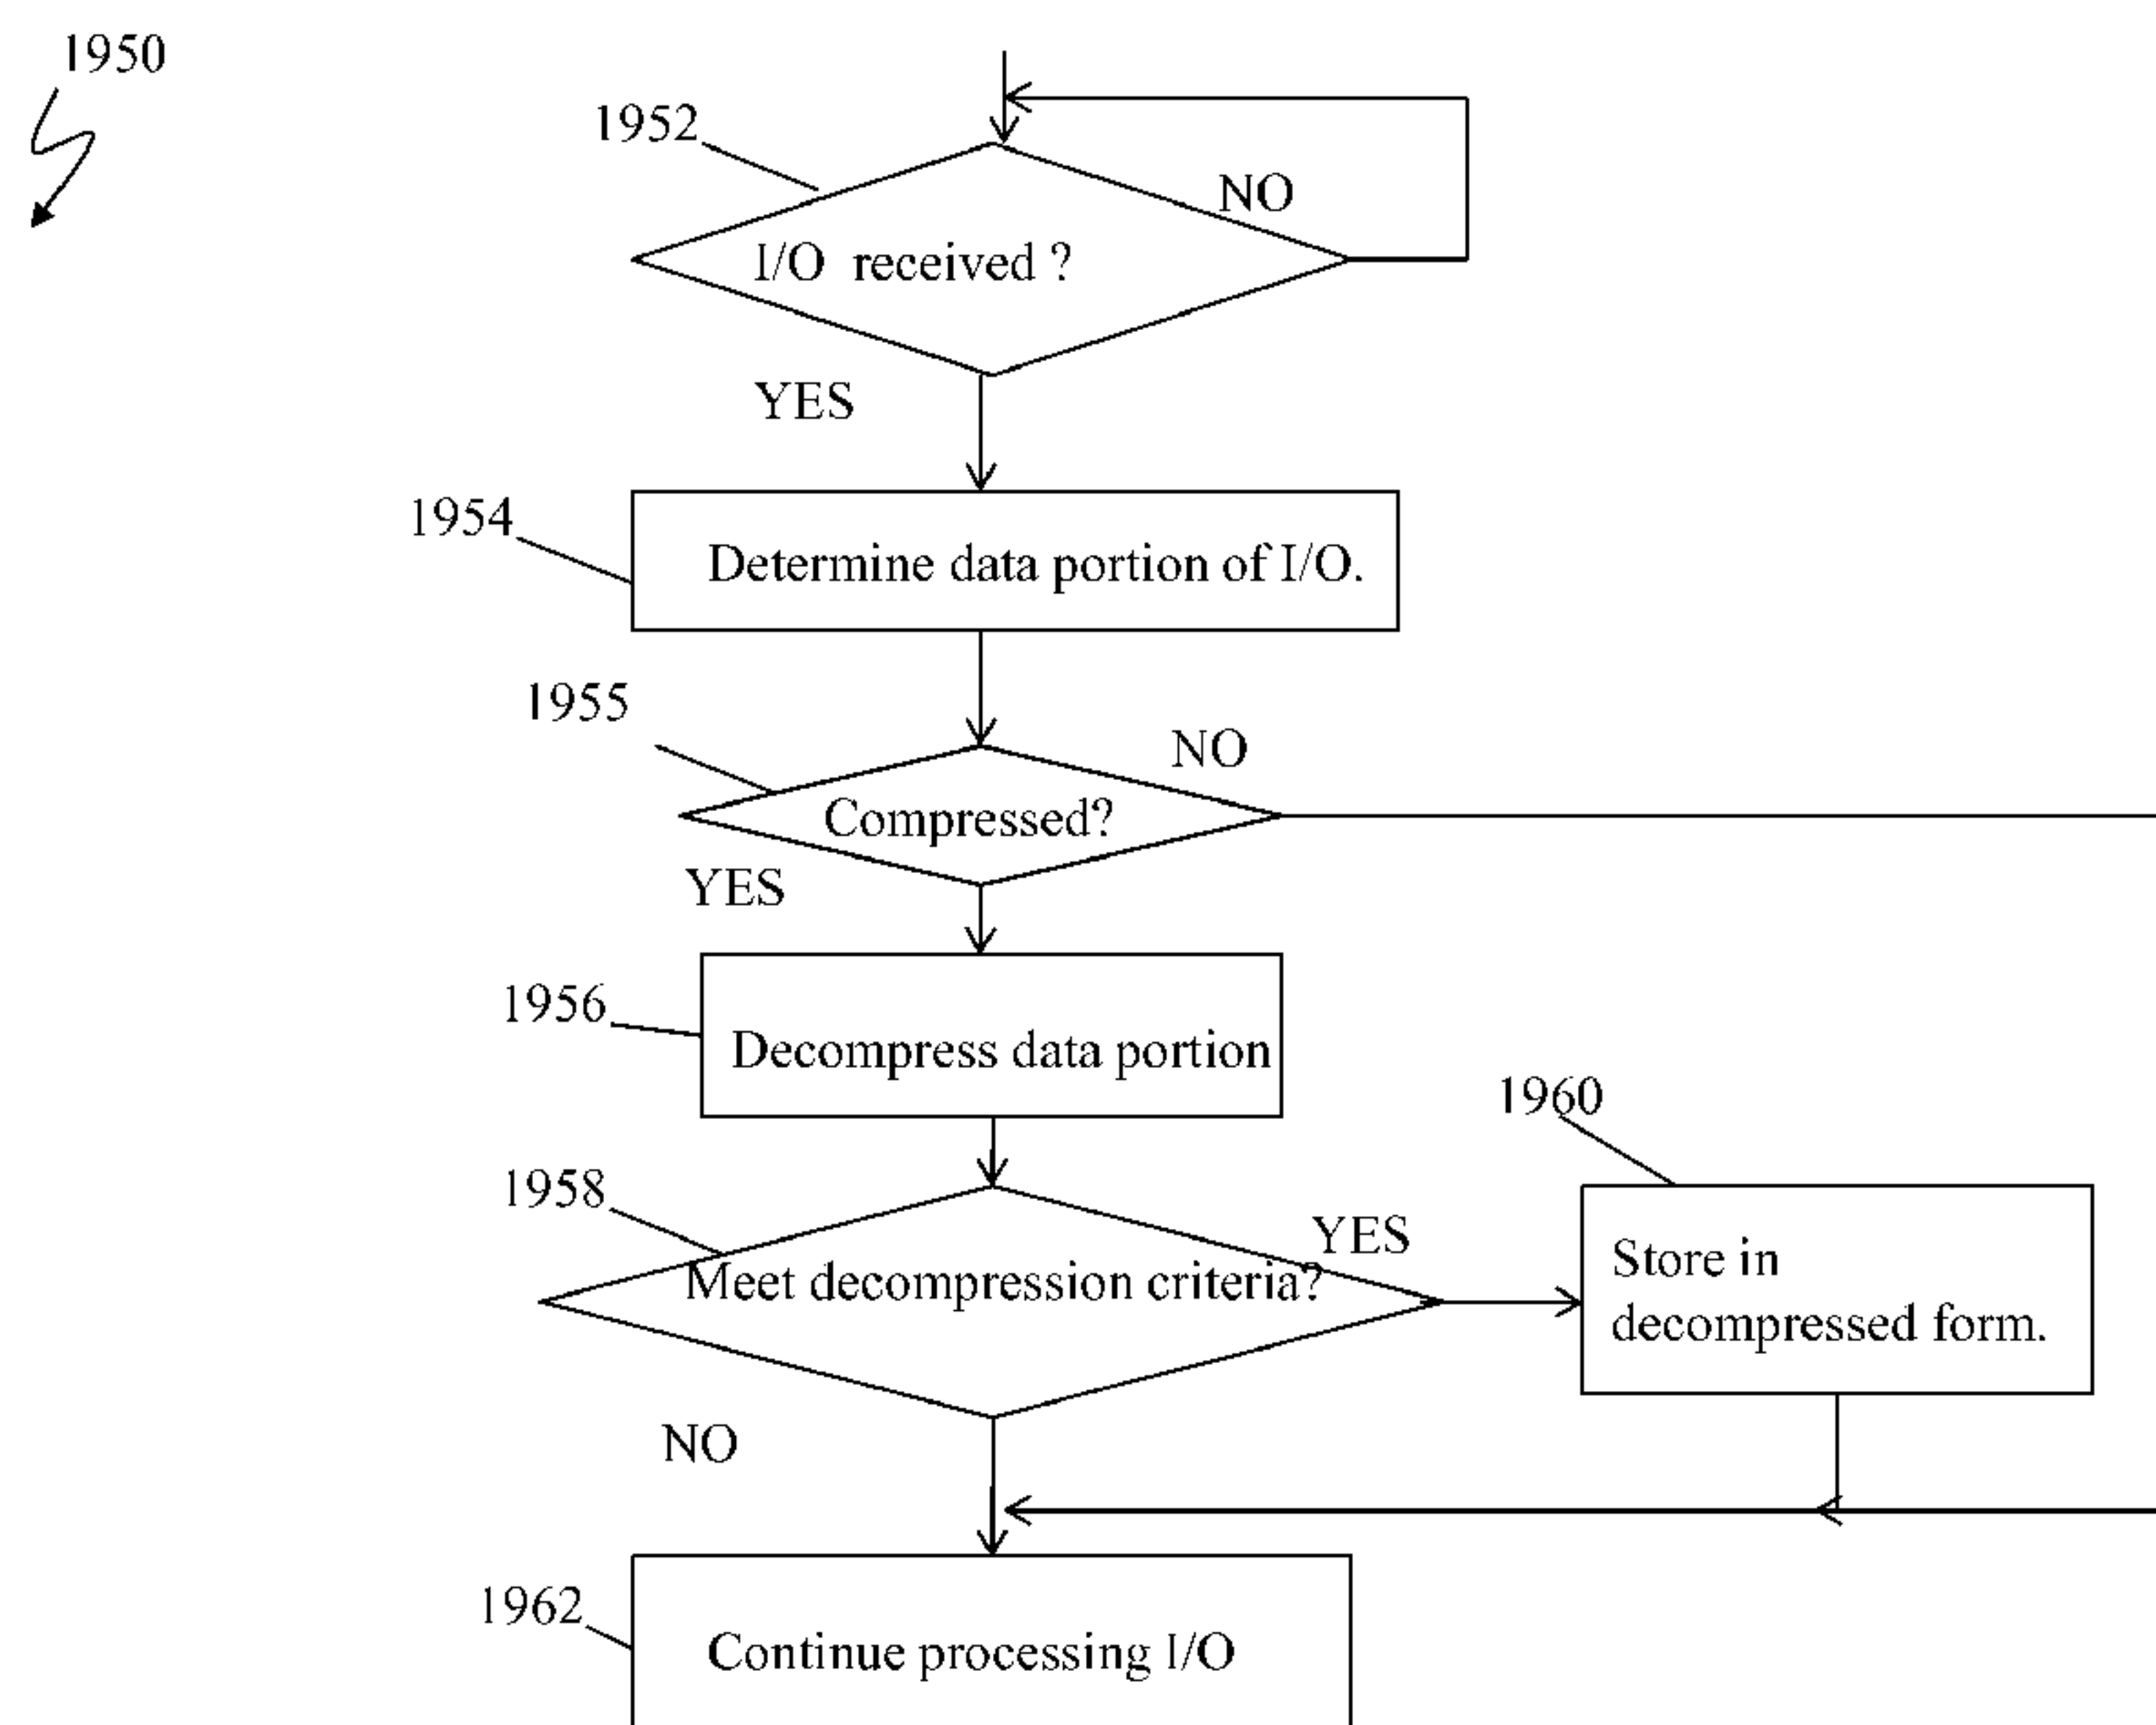 1950
1952
NO
I/O received ?
YES
1954
Determine data portion of I/O.
1955
NO
Compressed?
YES
1956
Decompress data portion
1960
1958
YES
Meet decompression criteria?
Store in
decompressed form.
NO
1962
Continue processing I/O